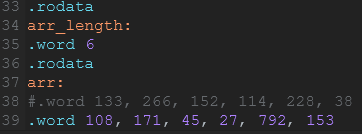 33 .rodata
34 arr_length:
35 .word 6
36 .rodata
37 arr:
38 #.word 133, 266, 152, 114, 228, 38
39 .word 108, 171, 45, 27, 792, 153